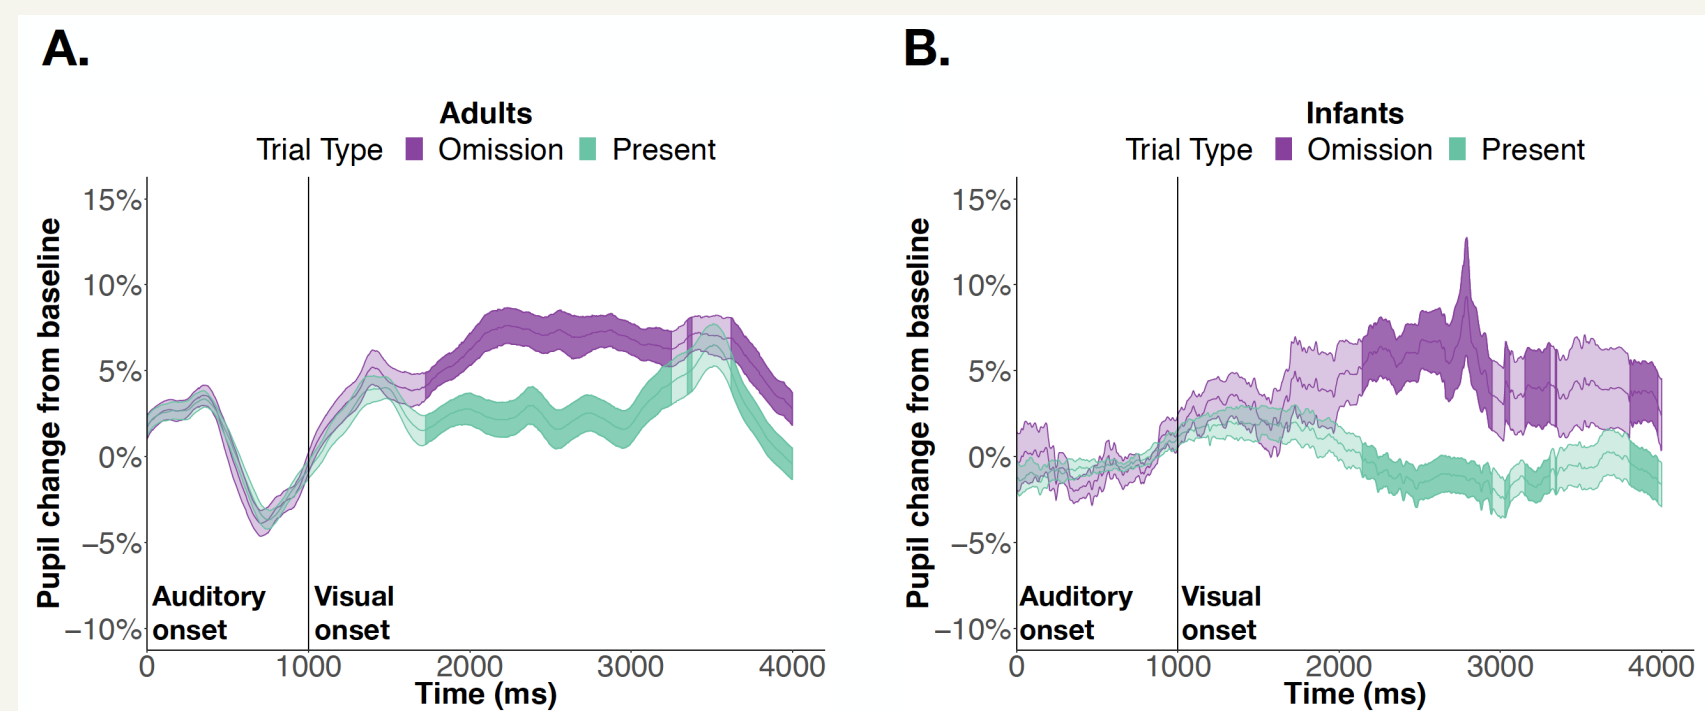 A.
Adults
Trial Type Omission Present
15%
10%
5%
0%
−5%
−10%
Pupil change from baseline
Auditory onset
Visual onset
0 1000 2000 3000 4000
Time (ms)
B.
Infants
Trial Type Omission Present
15%
10%
5%
0%
−5%
−10%
Pupil change from baseline
Auditory onset
Visual onset
0 1000 2000 3000 4000
Time (ms)